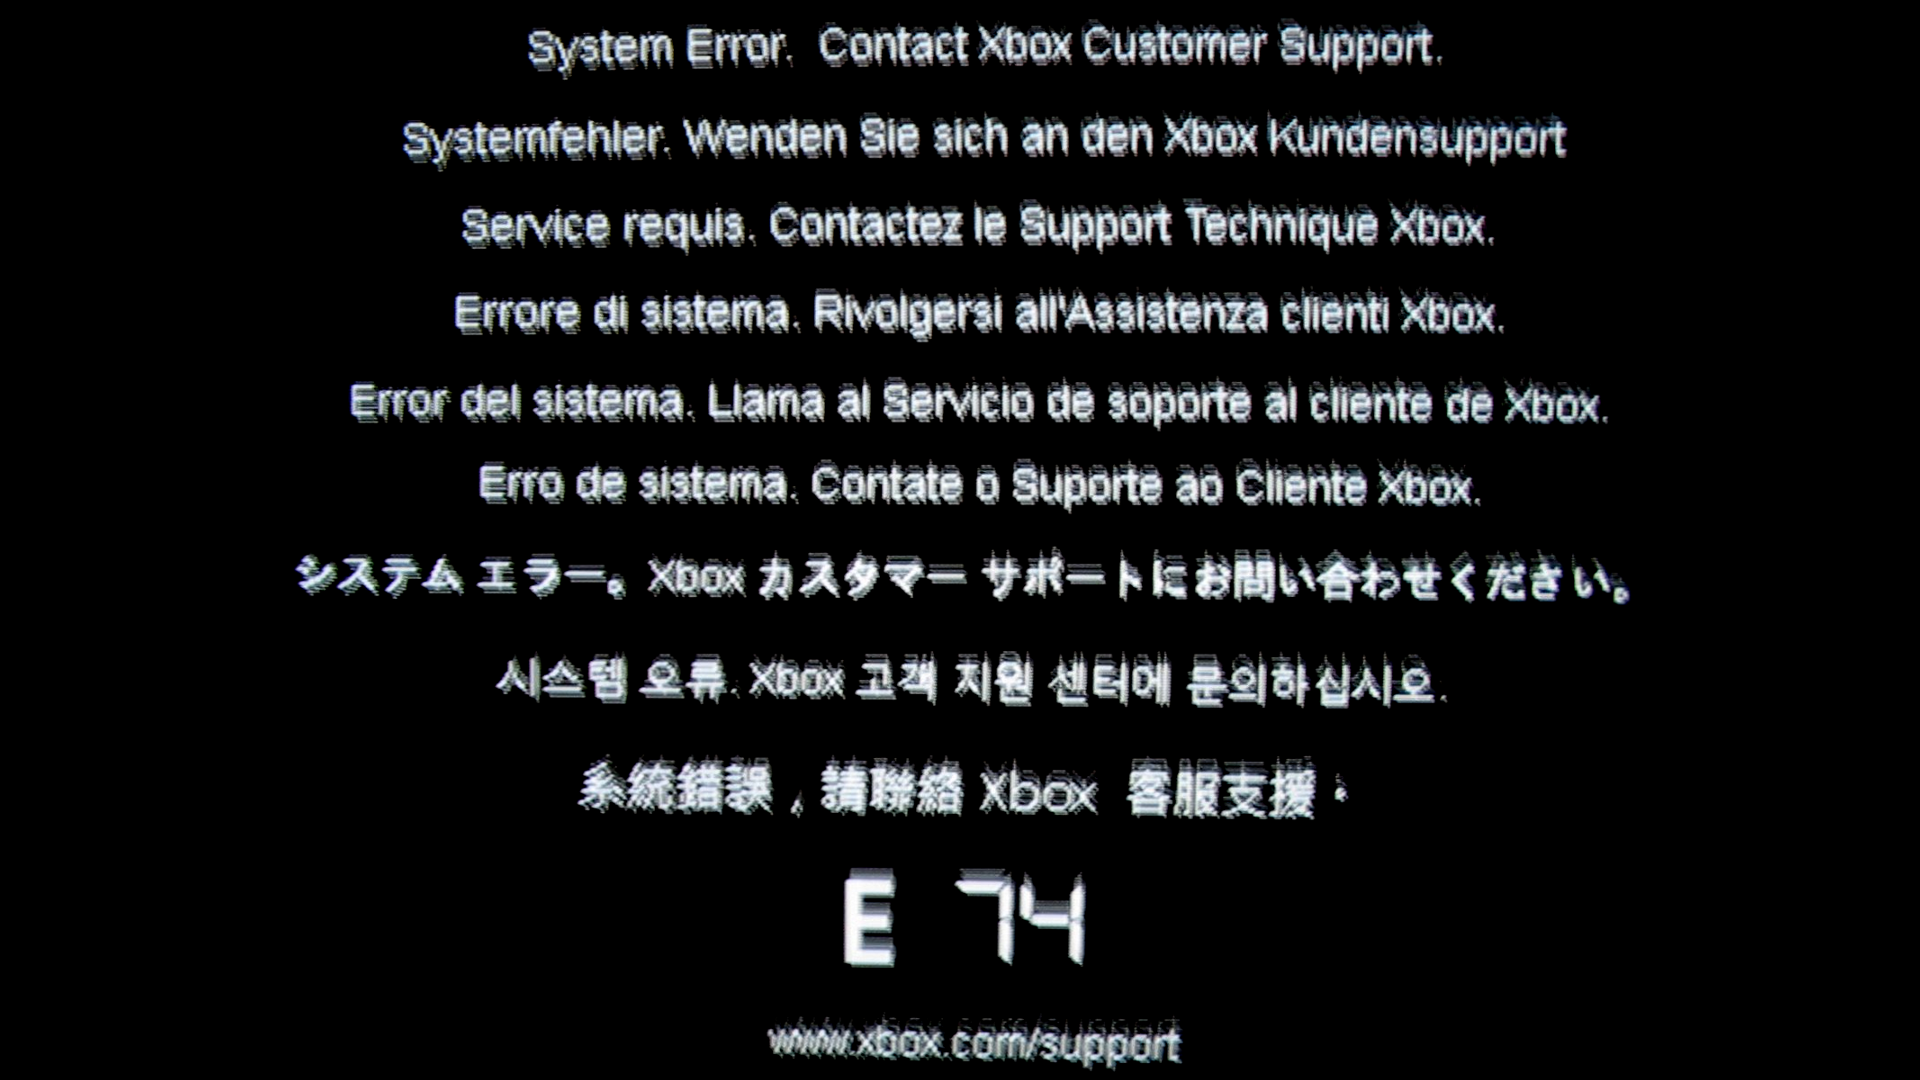 System Error.  Contact Xbox Customer Support.
Systemfehler. Wenden Sie sich an den Xbox Kundensupport
Service requis. Contactez le Support Technique Xbox.
Errore di sistema. Rivolgersi all'Assistenza clienti Xbox.
Error del sistema. Llama al Servicio de soporte al cliente de Xbox.
Erro de sistema. Contate o Suporte ao Cliente Xbox.
システム エラー。 Xbox カスタマー サポートにお問い合わせください。
시스템 오류. Xbox 고객 지원 센터에 문의하십시오.
系統錯誤，請聯絡 Xbox 客服支援。
E 74
www.xbox.com/support